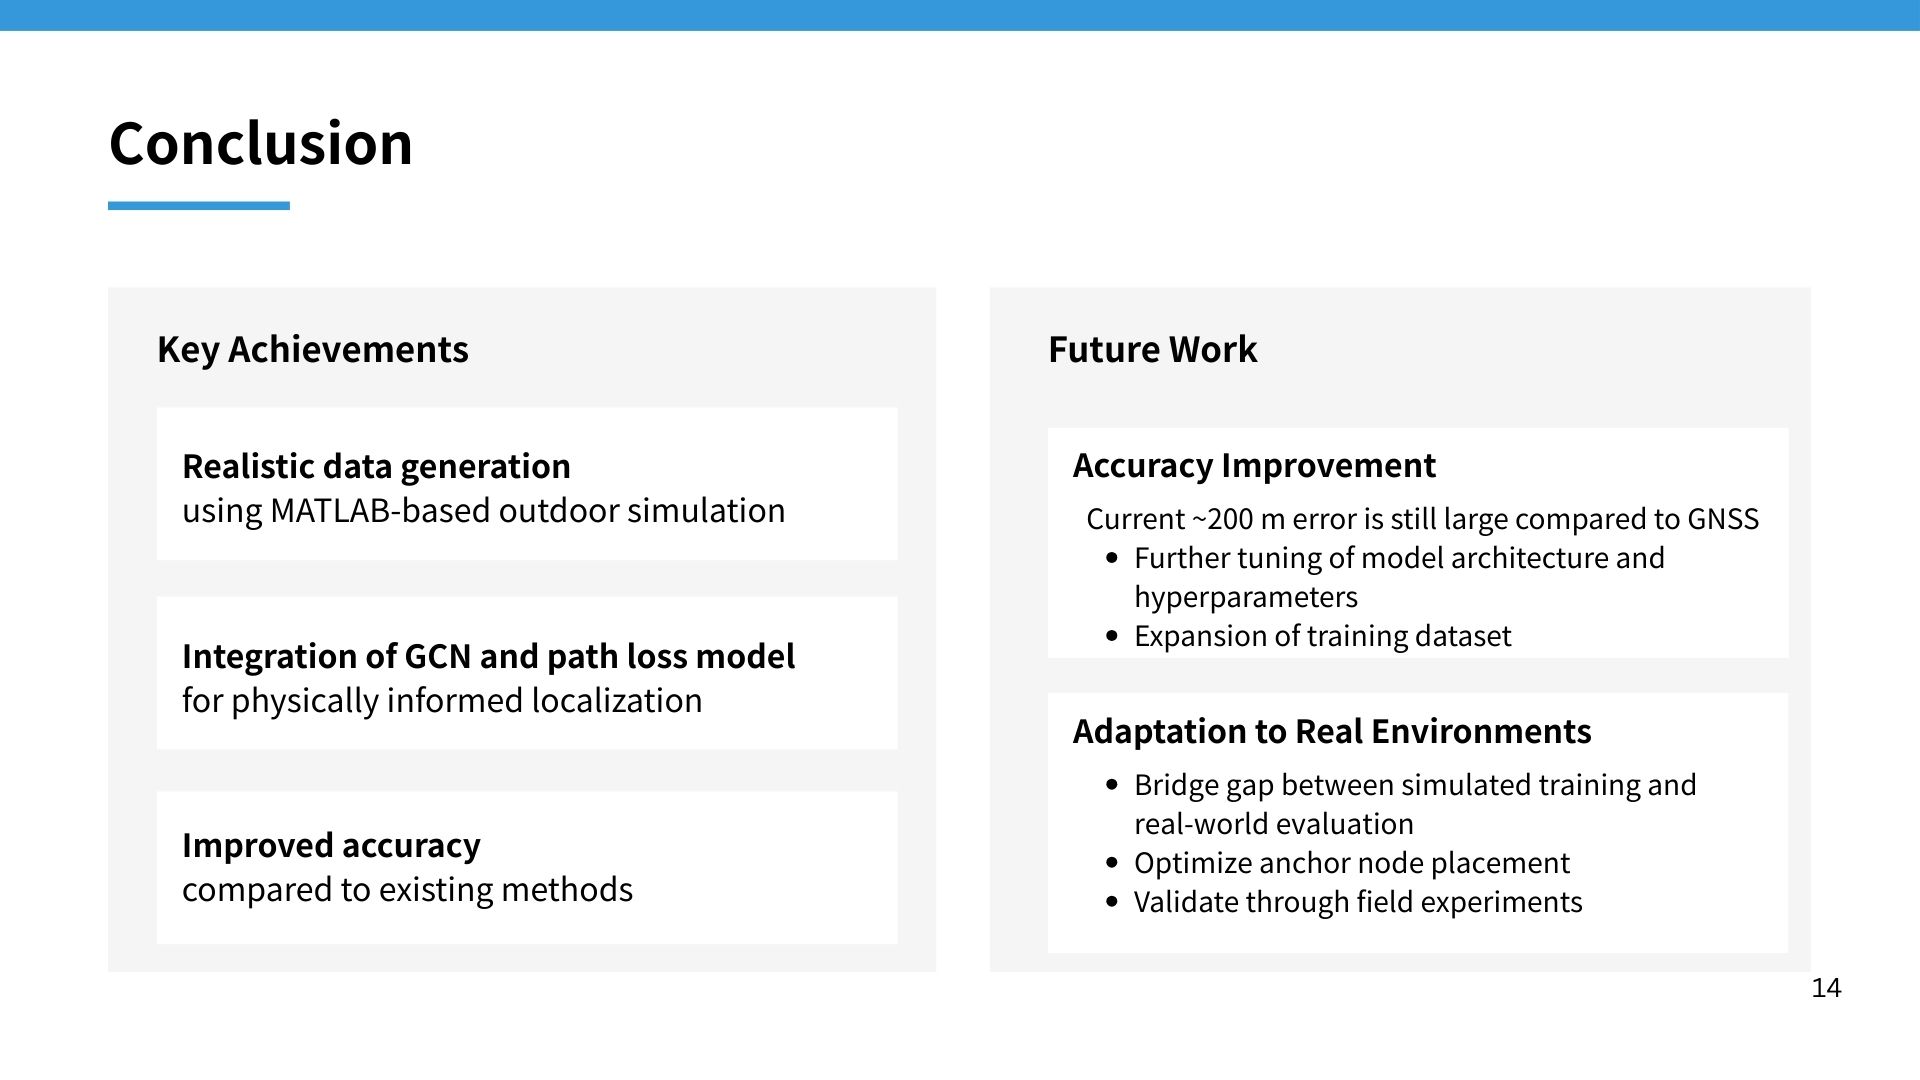 Conclusion
Key Achievements
Realistic data generation
using MATLAB-based outdoor simulation
Integration of GCN and path loss model
for physically informed localization
Improved accuracy
compared to existing methods
Future Work
Accuracy Improvement
Current ~200 m error is still large compared to GNSS
• Further tuning of model architecture and
hyperparameters
• Expansion of training dataset
Adaptation to Real Environments
• Bridge gap between simulated training and
real-world evaluation
• Optimize anchor node placement
• Validate through field experiments
14